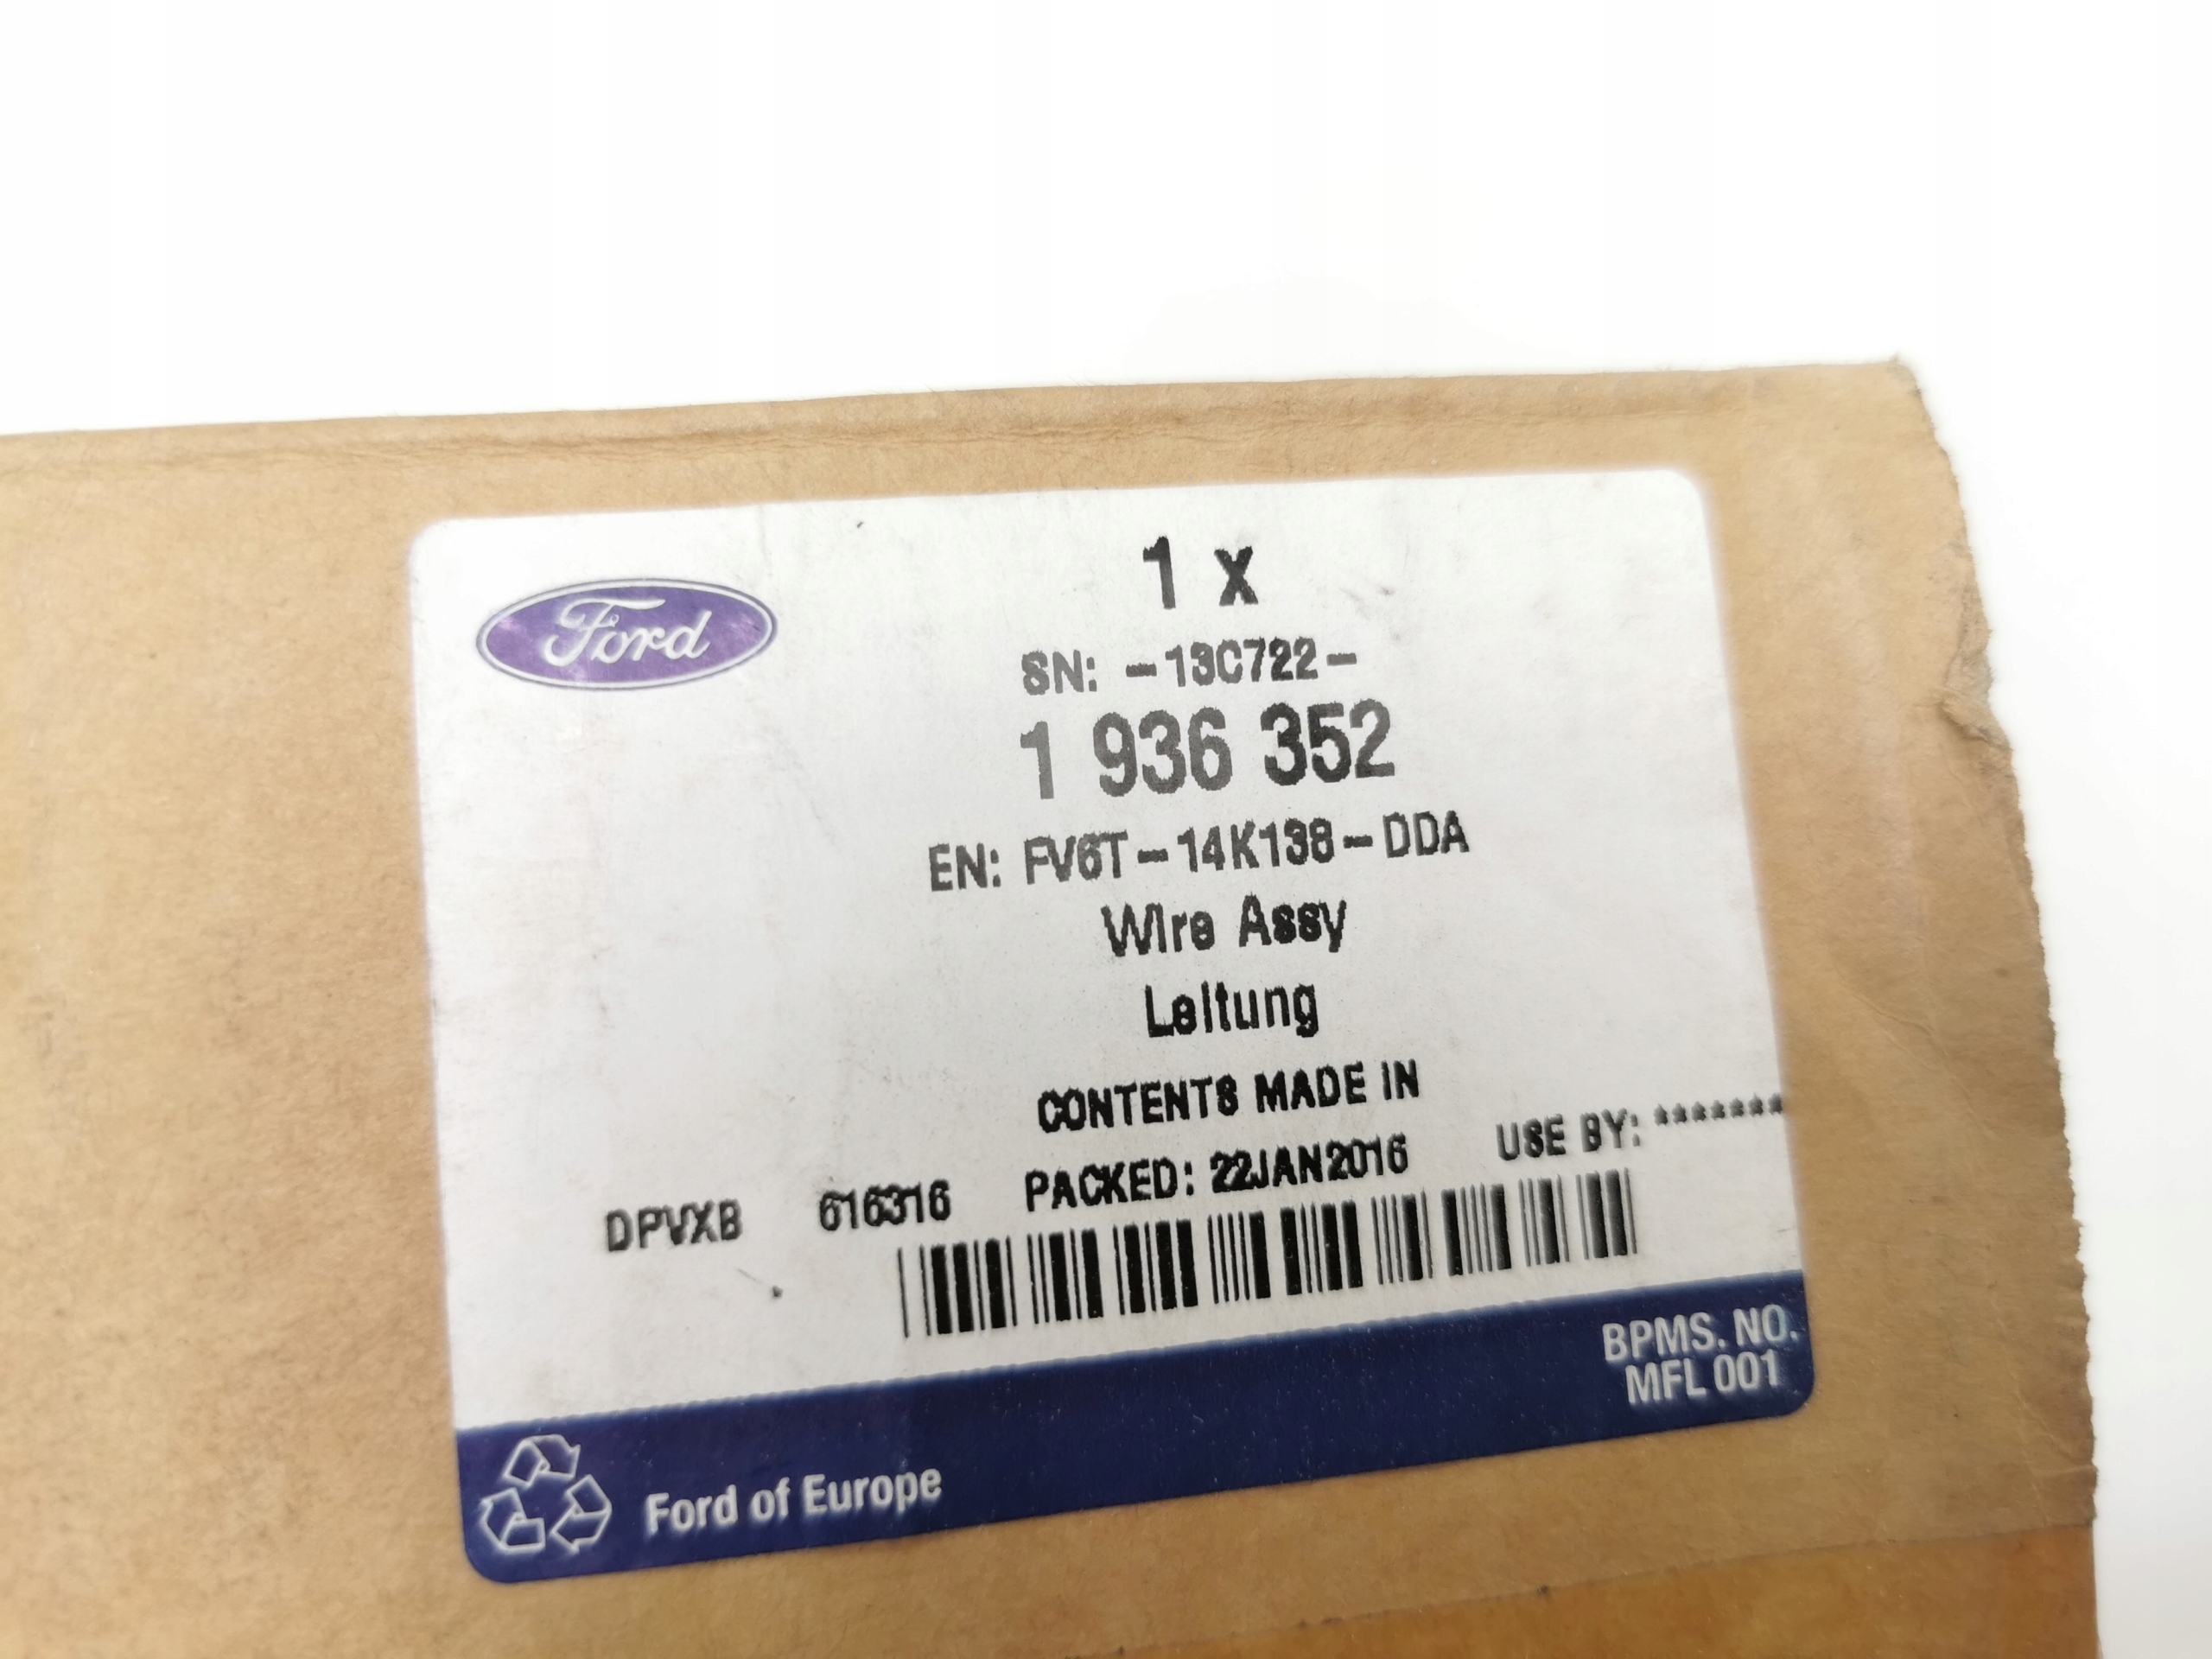 Ford
1 x
SN: -13C722-
1 936 352
EN: FV6T-14K138-DDA
Wire Assy
Leitung
CONTENTS MADE IN
DPVXB 616316 PACKED: 22JAN2016 USE BY: *******
BPMS. NO.
MFL 001
Ford of Europe